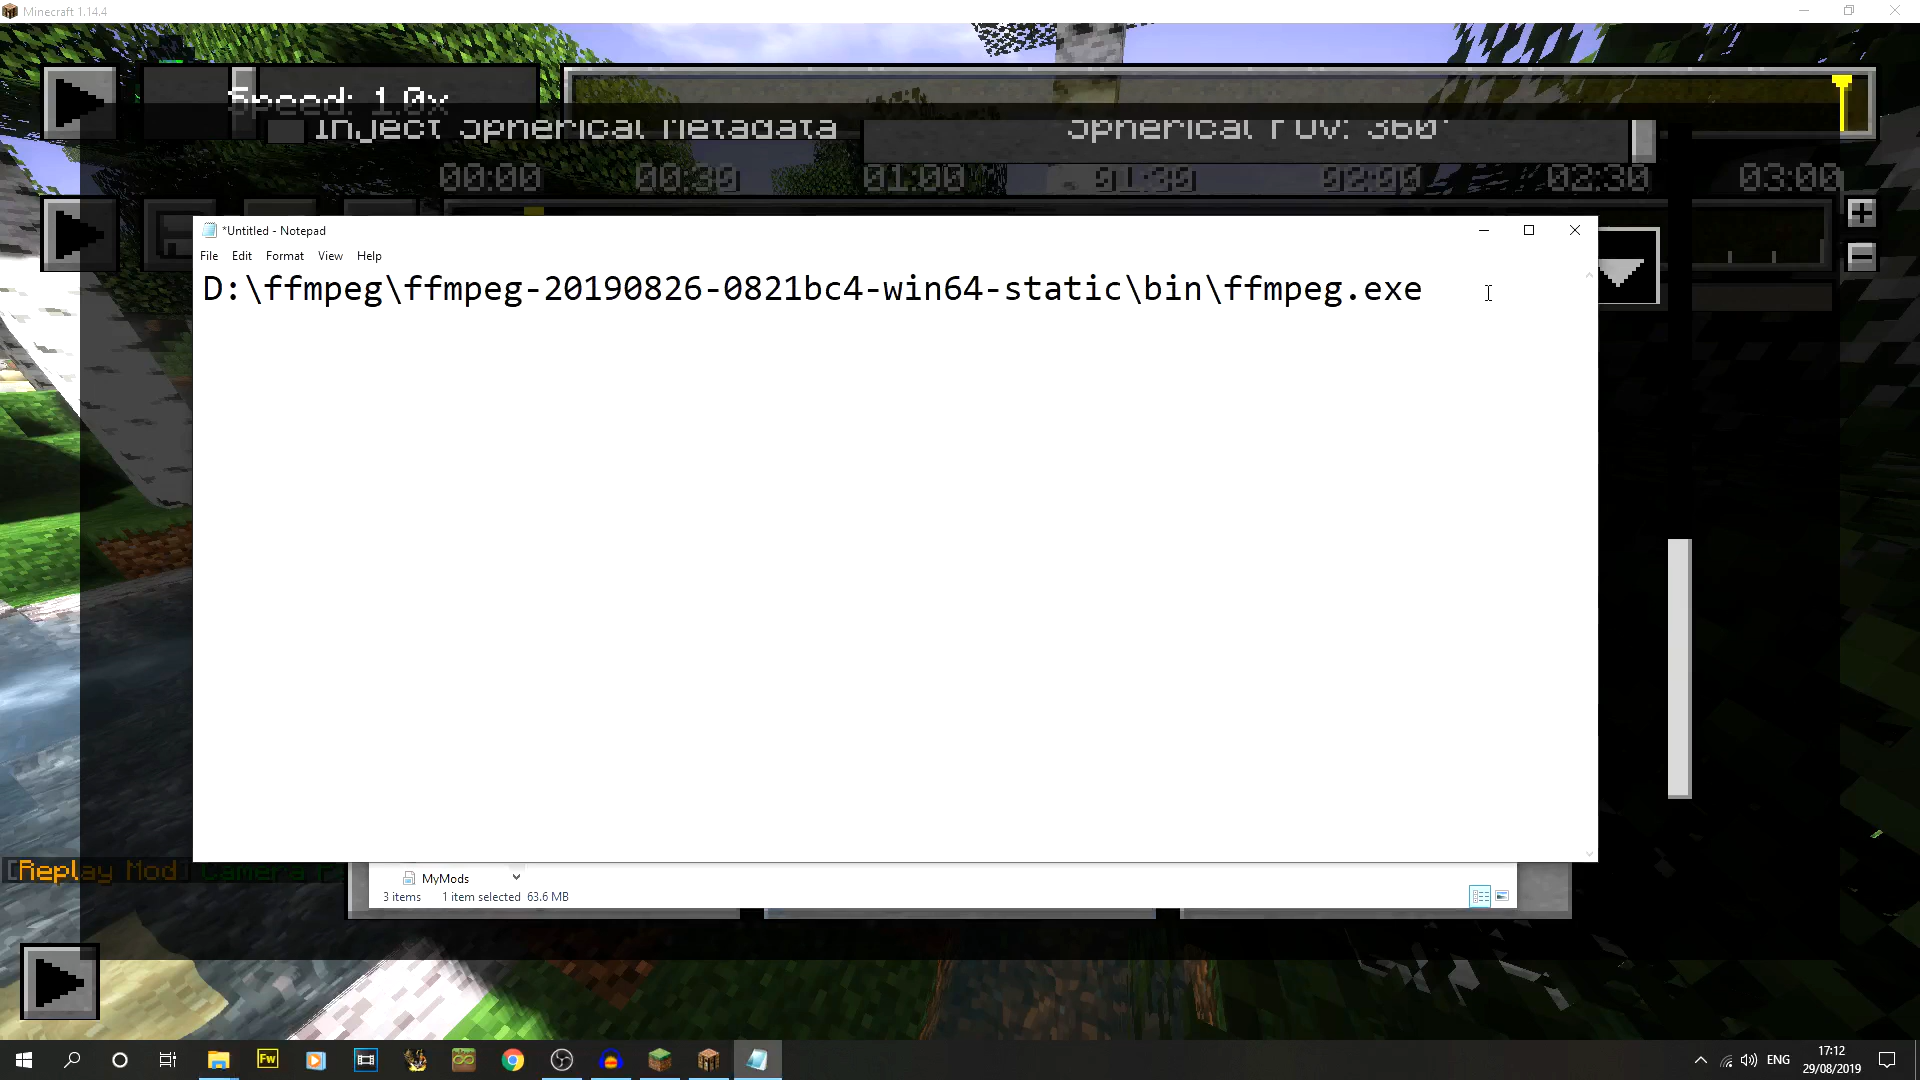 Minecraft 1.14.4
Speed: 1.0x
Inject Spherical Metadata
Spherical FOV: 360°
00:00 00:30 01:00 01:30 02:00 02:30 03:00
*Untitled - Notepad
File Edit Format View Help
D:\ffmpeg\ffmpeg-20190826-0821bc4-win64-static\bin\ffmpeg.exe
[Replay Mod] Camera
MyMods
3 items 1 item selected 63.6 MB
Fw
ENG
17:12
29/08/2019